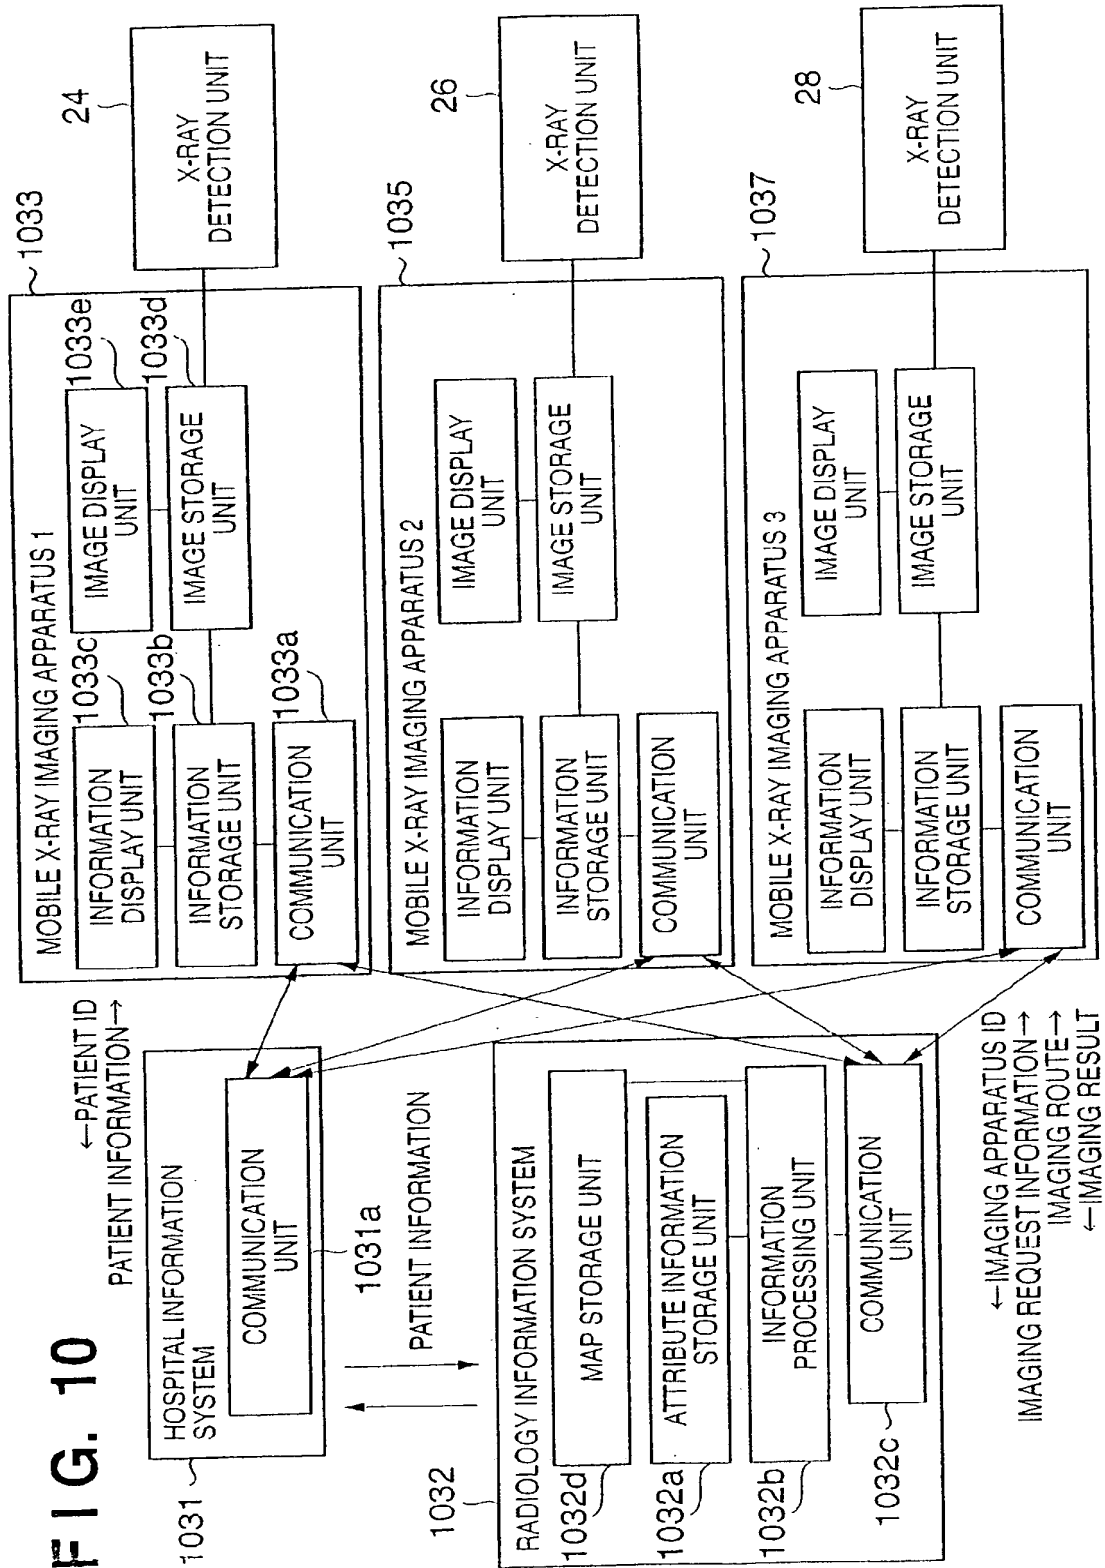 FIG. 10
1031
HOSPITAL INFORMATION
SYSTEM
COMMUNICATION
UNIT
1031a
←PATIENT ID
PATIENT INFORMATION→
PATIENT INFORMATION
1032
RADIOLOGY INFORMATION SYSTEM
MAP STORAGE UNIT
1032d
ATTRIBUTE INFORMATION
STORAGE UNIT
1032a
INFORMATION
PROCESSING UNIT
1032b
COMMUNICATION
UNIT
1032c
←IMAGING APPARATUS ID
IMAGING REQUEST INFORMATION→
IMAGING ROUTE→
←IMAGING RESULT
1033
MOBILE X-RAY IMAGING APPARATUS 1
1033c
INFORMATION
DISPLAY UNIT
1033e
IMAGE DISPLAY
UNIT
1033b
INFORMATION
STORAGE UNIT
1033d
IMAGE STORAGE
UNIT
1033a
COMMUNICATION
UNIT
24
X-RAY
DETECTION UNIT
1035
MOBILE X-RAY IMAGING APPARATUS 2
INFORMATION
DISPLAY UNIT
IMAGE DISPLAY
UNIT
INFORMATION
STORAGE UNIT
IMAGE STORAGE
UNIT
COMMUNICATION
UNIT
26
X-RAY
DETECTION UNIT
1037
MOBILE X-RAY IMAGING APPARATUS 3
INFORMATION
DISPLAY UNIT
IMAGE DISPLAY
UNIT
INFORMATION
STORAGE UNIT
IMAGE STORAGE
UNIT
COMMUNICATION
UNIT
28
X-RAY
DETECTION UNIT